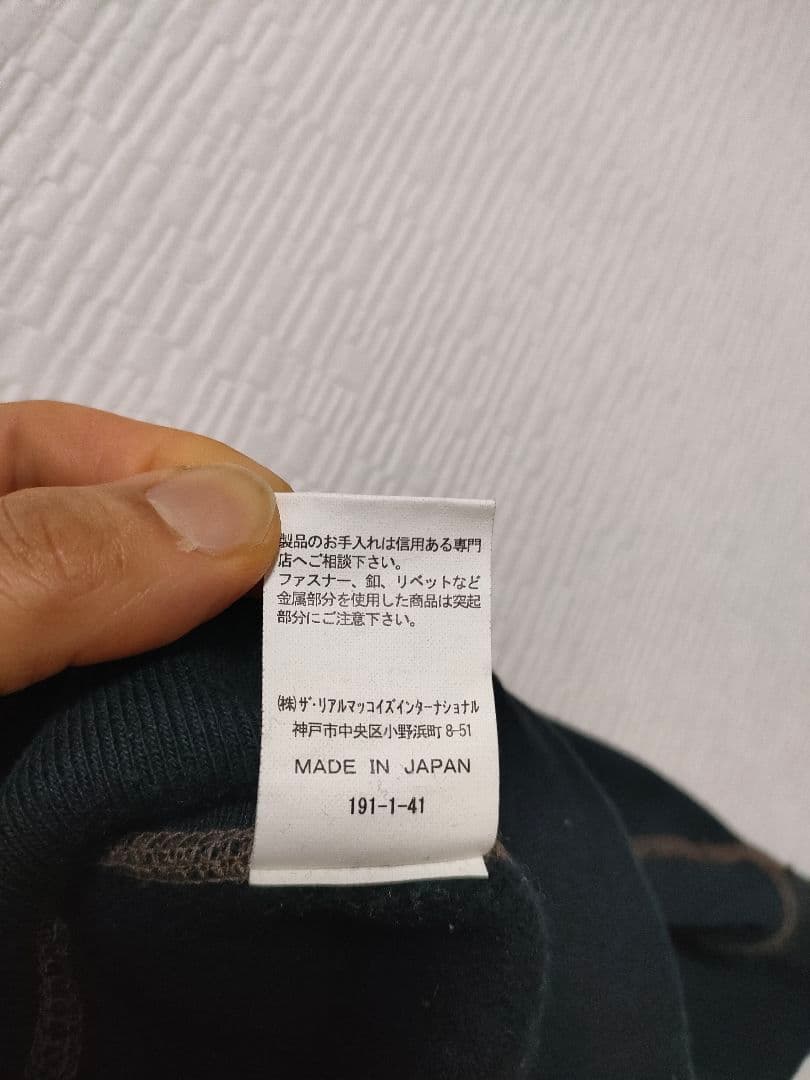 製品のお手入れは信用ある専門
店へご相談下さい。
ファスナー、釦、リベットなど
金属部分を使用した商品は突起
部分にご注意下さい。
㈱ザ・リアルマッコイズインターナショナル
神戸市中央区小野浜町8-51
MADE IN JAPAN
191-1-41